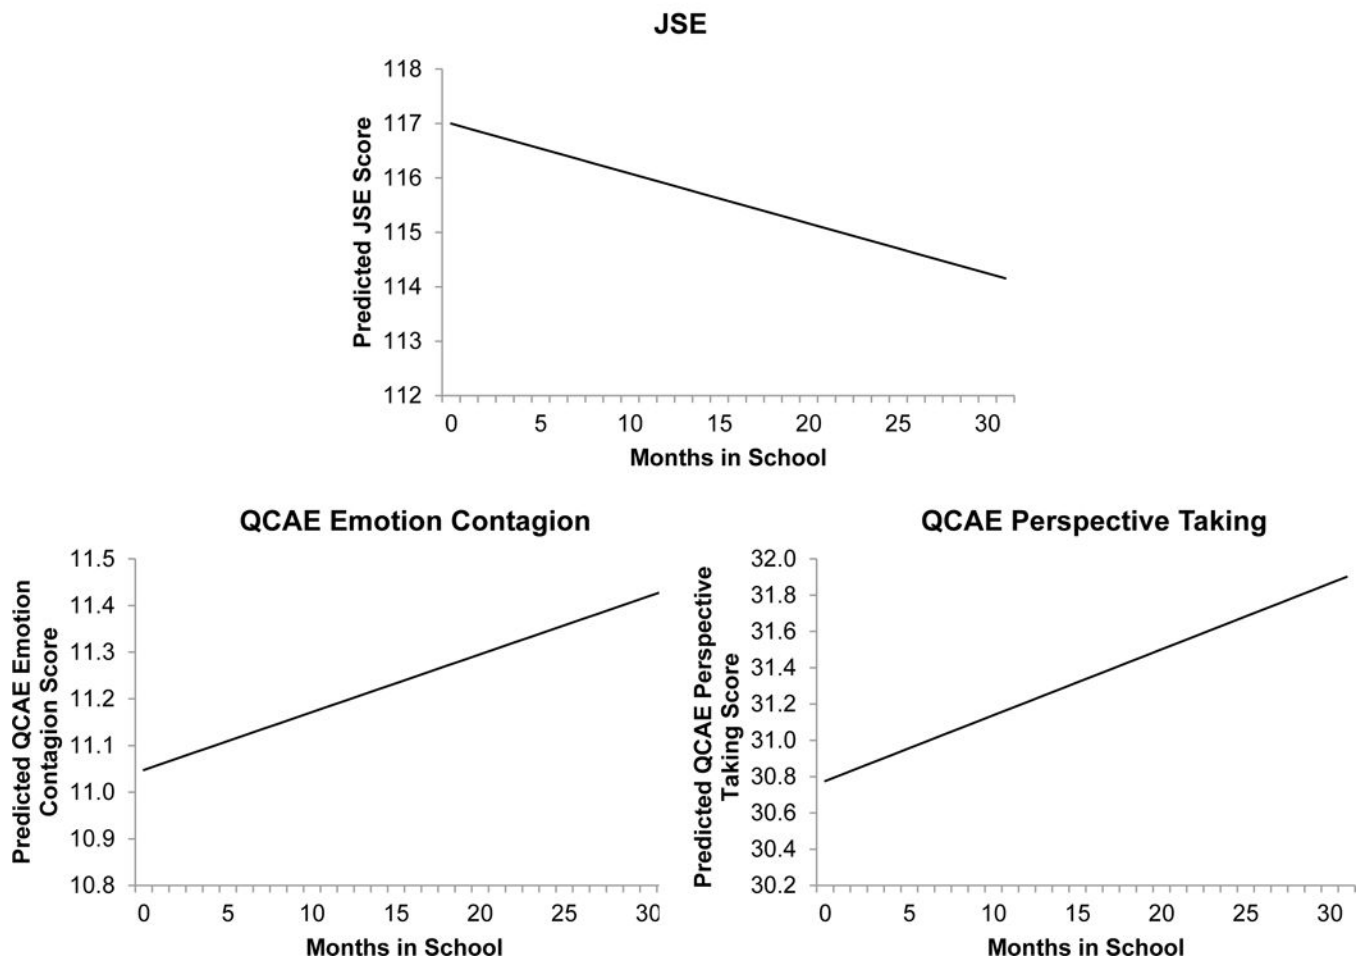 JSE
118
117
116
115
114
113
112
Predicted JSE Score
0 5 10 15 20 25 30
Months in School
QCAE Emotion Contagion
11.5
11.4
11.3
11.2
11.1
11.0
10.9
10.8
Predicted QCAE Emotion
Contagion Score
0 5 10 15 20 25 30
Months in School
QCAE Perspective Taking
32.0
31.8
31.6
31.4
31.2
31.0
30.8
30.6
30.4
30.2
Predicted QCAE Perspective
Taking Score
0 5 10 15 20 25 30
Months in School